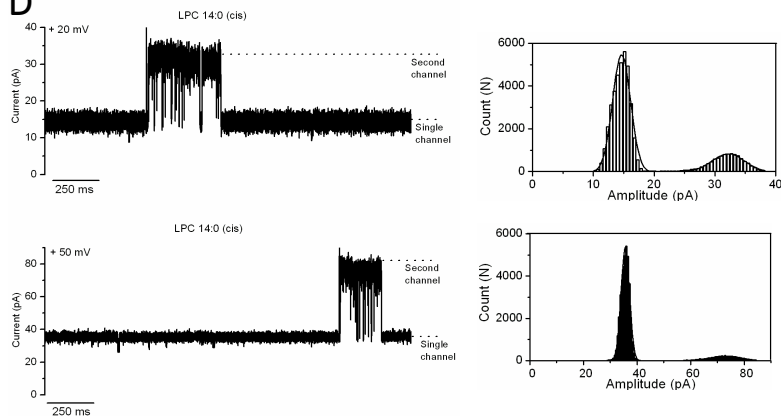 D
LPC 14:0 (cis)
+ 20 mV
Current (pA)
40
30
20
10
0
Second
channel
Single
channel
250 ms
Count (N)
6000
4000
2000
0
0 10 20 30 40
Amplitude (pA)
LPC 14:0 (cis)
+ 50 mV
Current (pA)
80
60
40
20
0
Second
channel
Single
channel
250 ms
Count (N)
6000
4000
2000
0
0 20 40 60 80
Amplitude (pA)